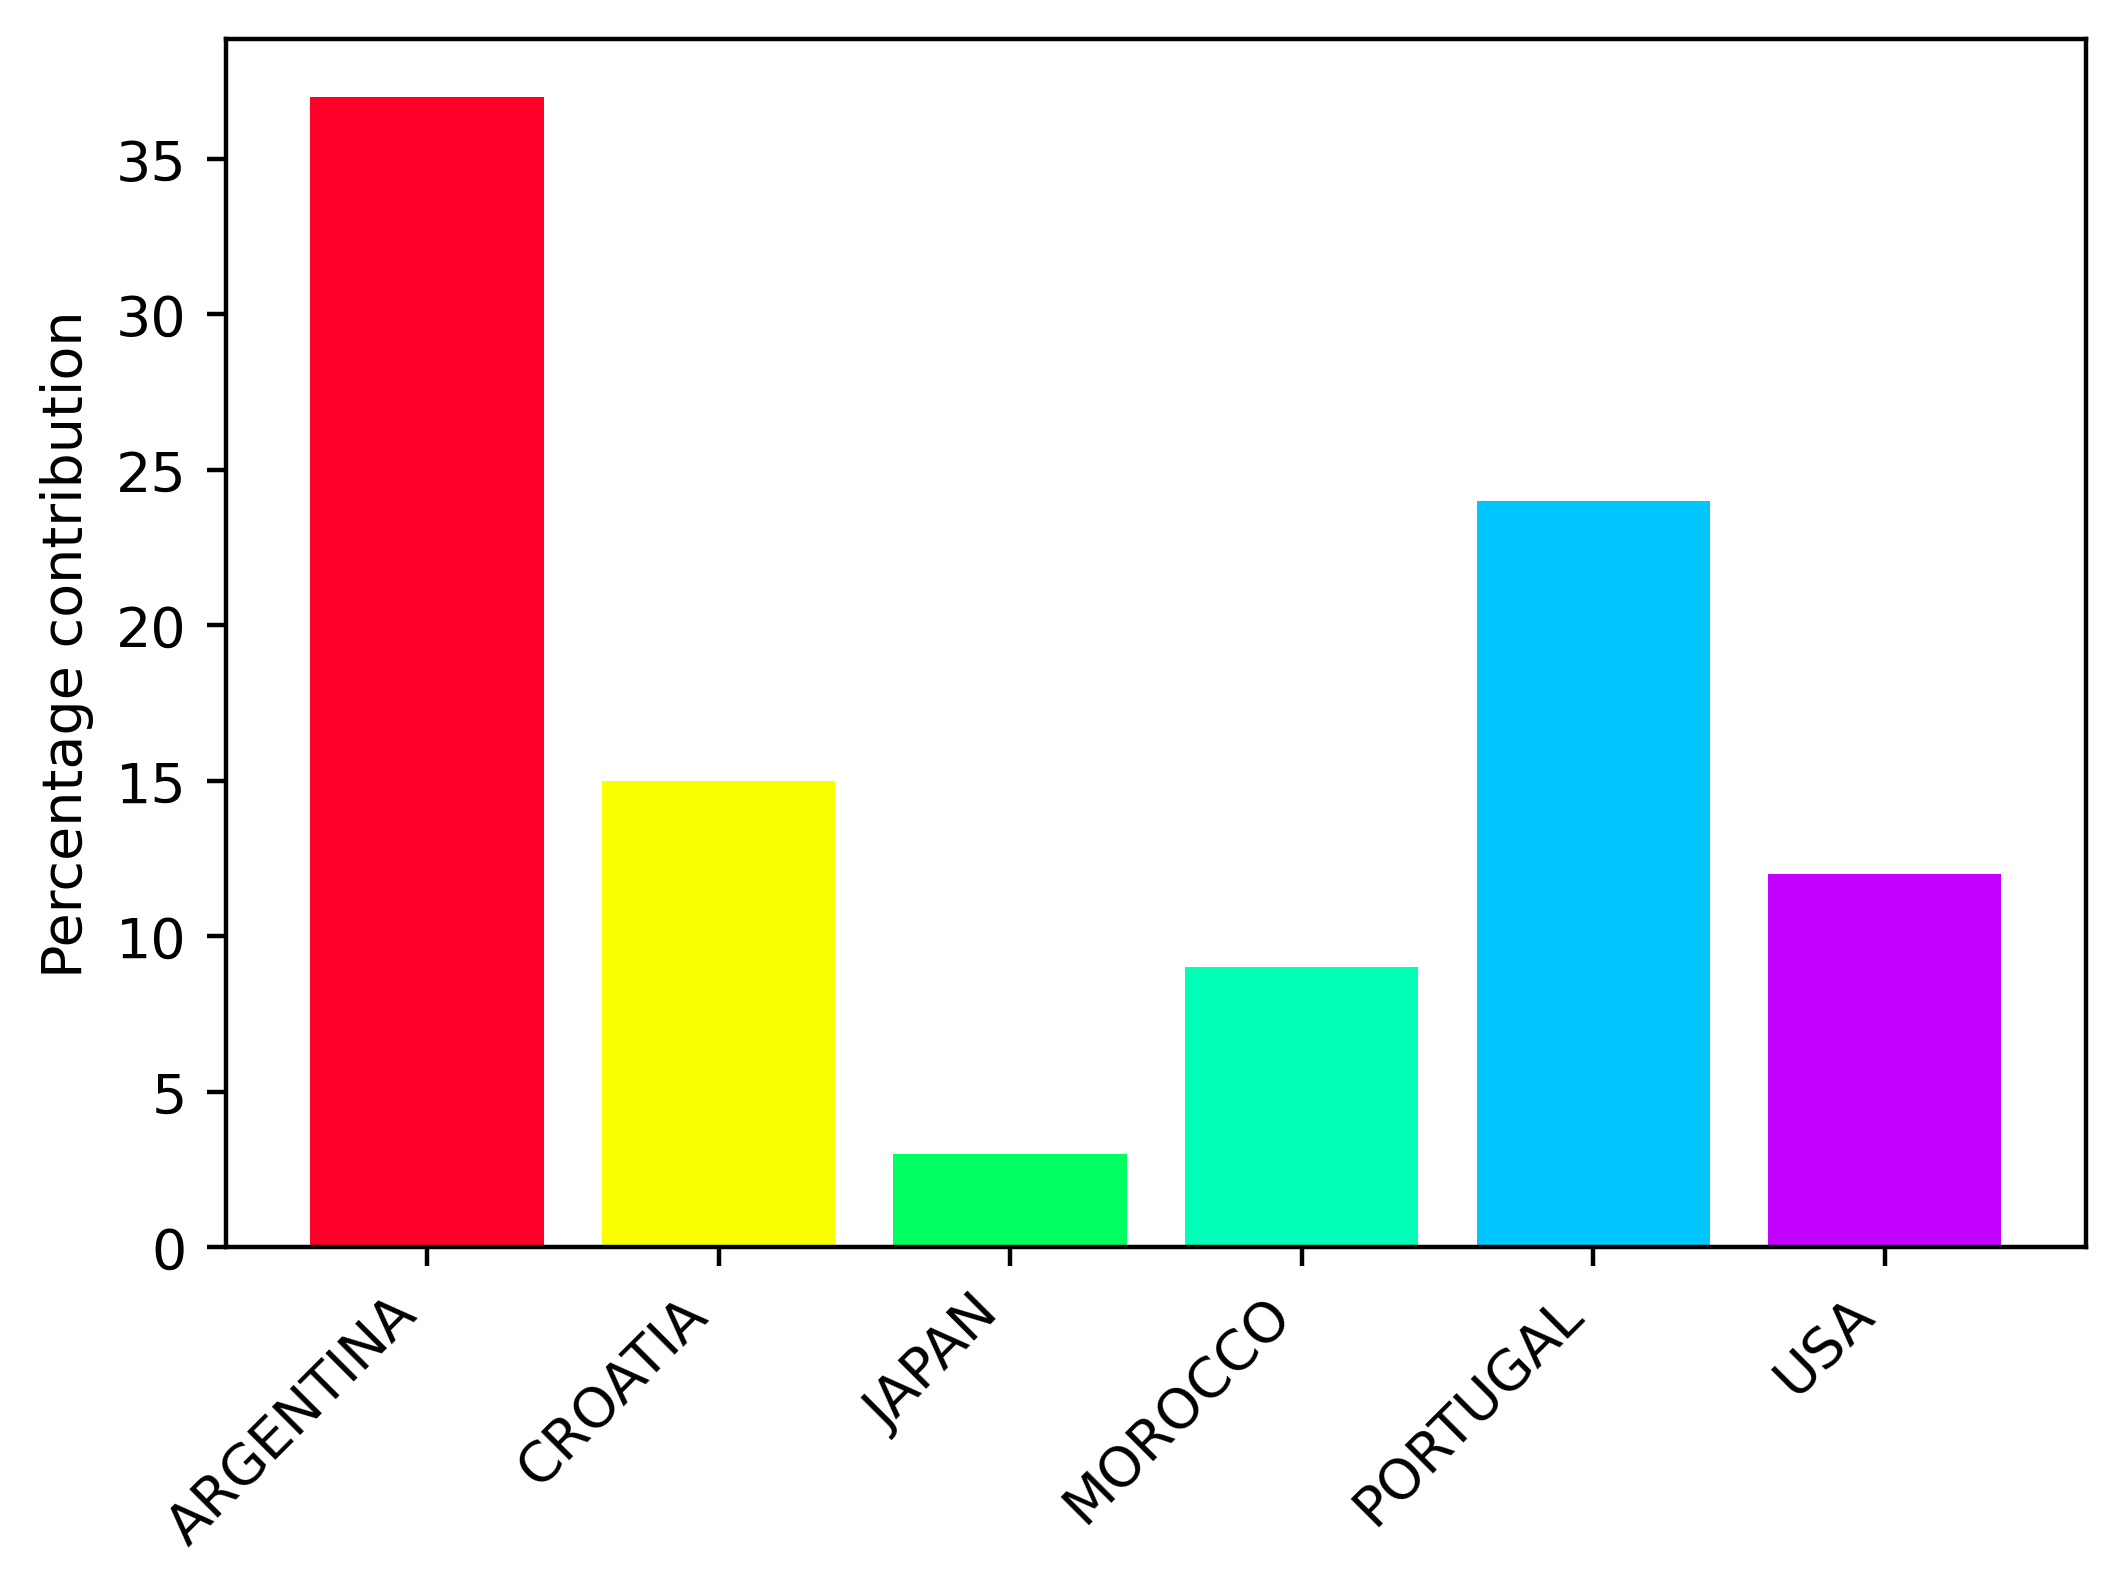 Percentage contribution
35
30
25
20
15
10
5
0
ARGENTINA
CROATIA
JAPAN
MOROCCO
PORTUGAL
USA